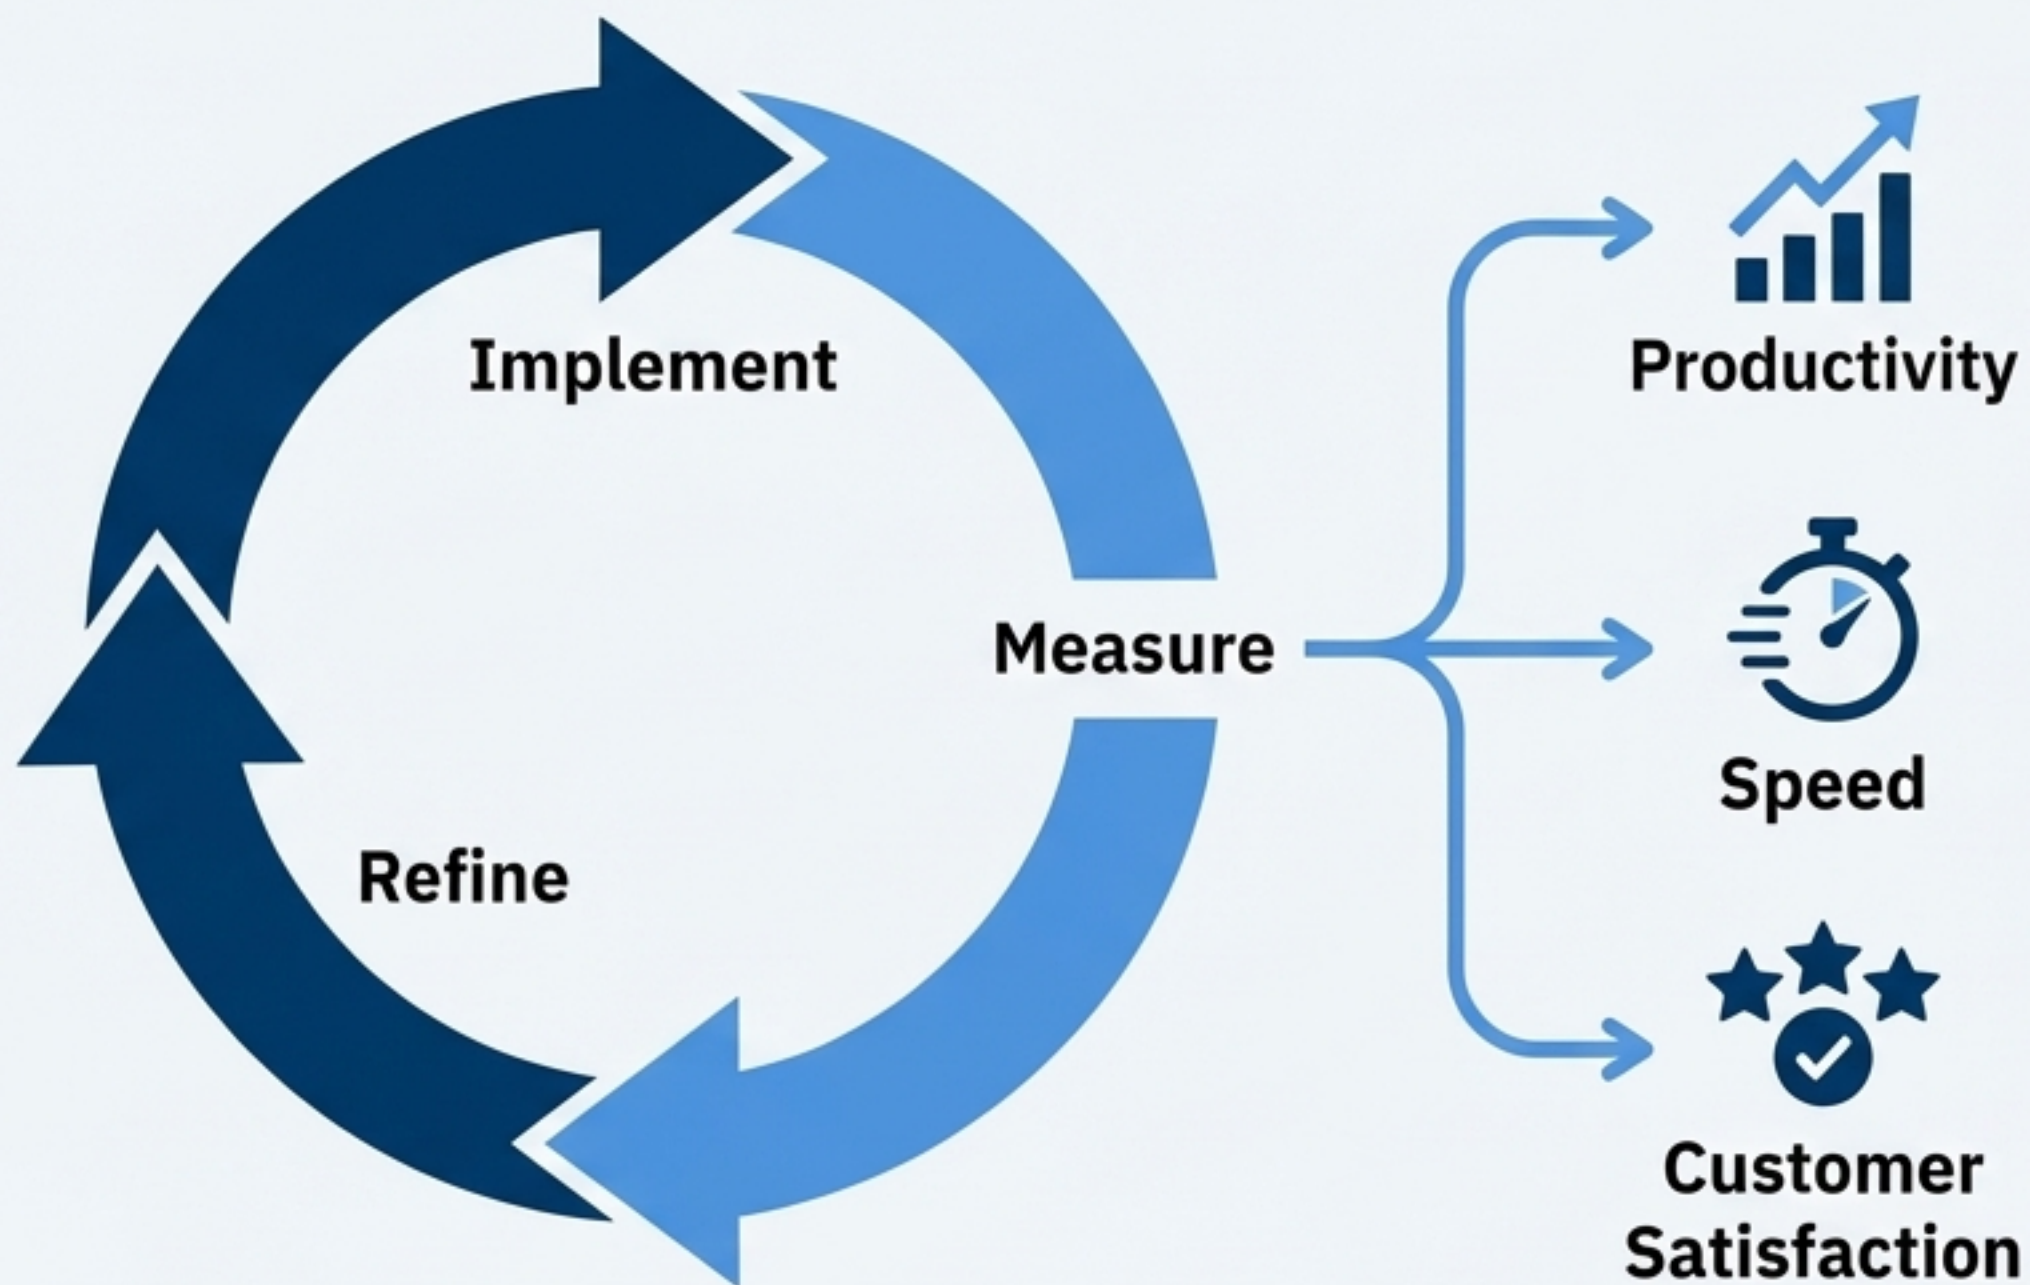 Implement
Measure
Refine
Productivity
Speed
Customer
Satisfaction